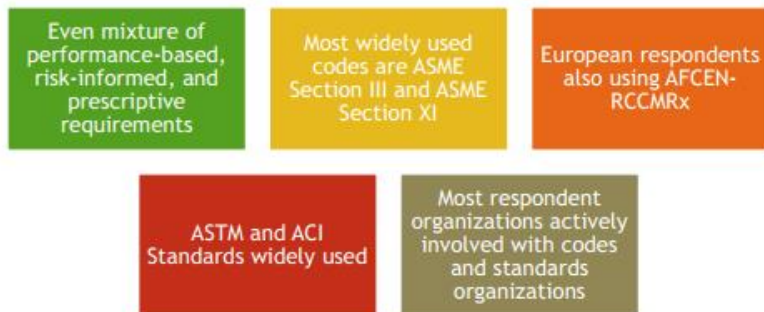 Even mixture of
performance-based,
risk-informed, and
prescriptive
requirements
Most widely used
codes are ASME
Section III and ASME
Section XI
European respondents
also using AFCEN-
RCCMRx
ASTM and ACI
Standards widely used
Most respondent
organizations actively
involved with codes
and standards
organizations